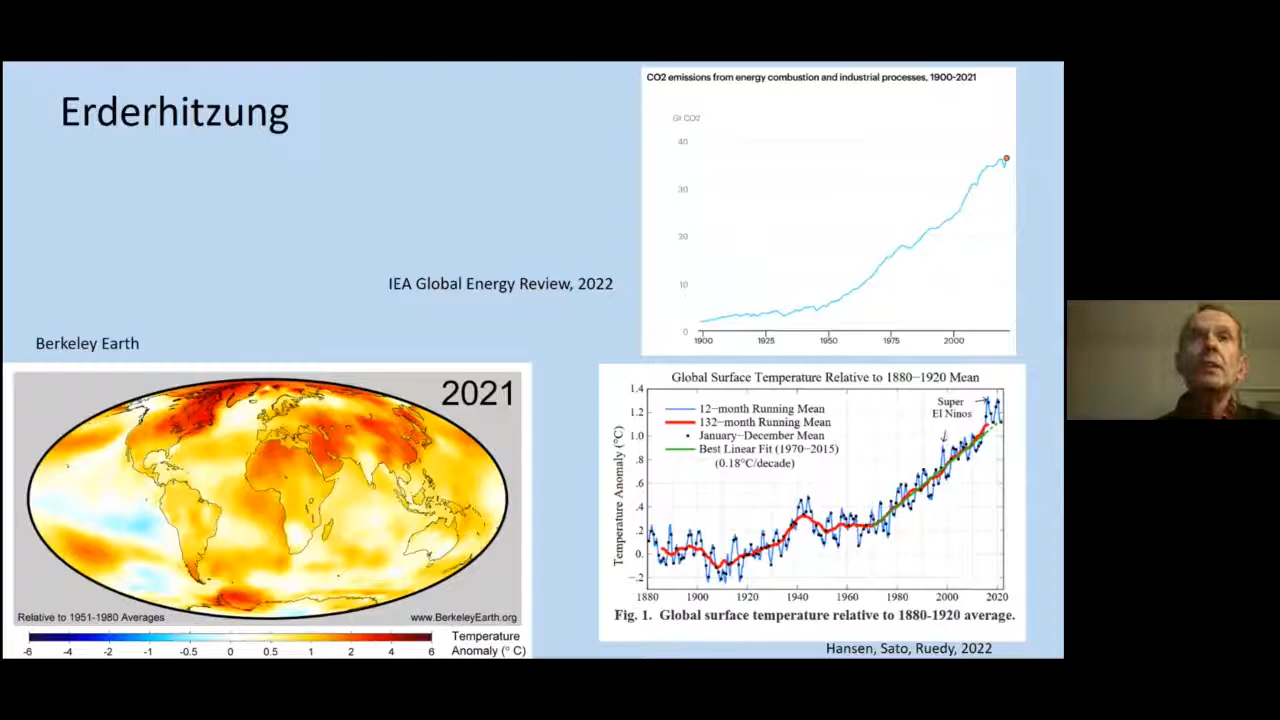 Erderhitzung
CO2 emissions from energy combustion and industrial processes, 1900-2021
Gt CO2
40
30
20
10
0
1900 1925 1950 1975 2000
IEA Global Energy Review, 2022
Berkeley Earth
2021
Relative to 1951-1980 Averages
www.BerkeleyEarth.org
-6 -4 -2 -1 -0.5 0 0.5 1 2 4 6
Temperature
Anomaly (° C)
Global Surface Temperature Relative to 1880−1920 Mean
Temperature Anomaly (°C)
1.4
1.2
1.0
.8
.6
.4
.2
0.
−.2
12−month Running Mean
132−month Running Mean
January−December Mean
Best Linear Fit (1970−2015)
(0.18°C/decade)
Super
El Ninos
1880 1900 1920 1940 1960 1980 2000 2020
Fig. 1. Global surface temperature relative to 1880-1920 average.
Hansen, Sato, Ruedy, 2022